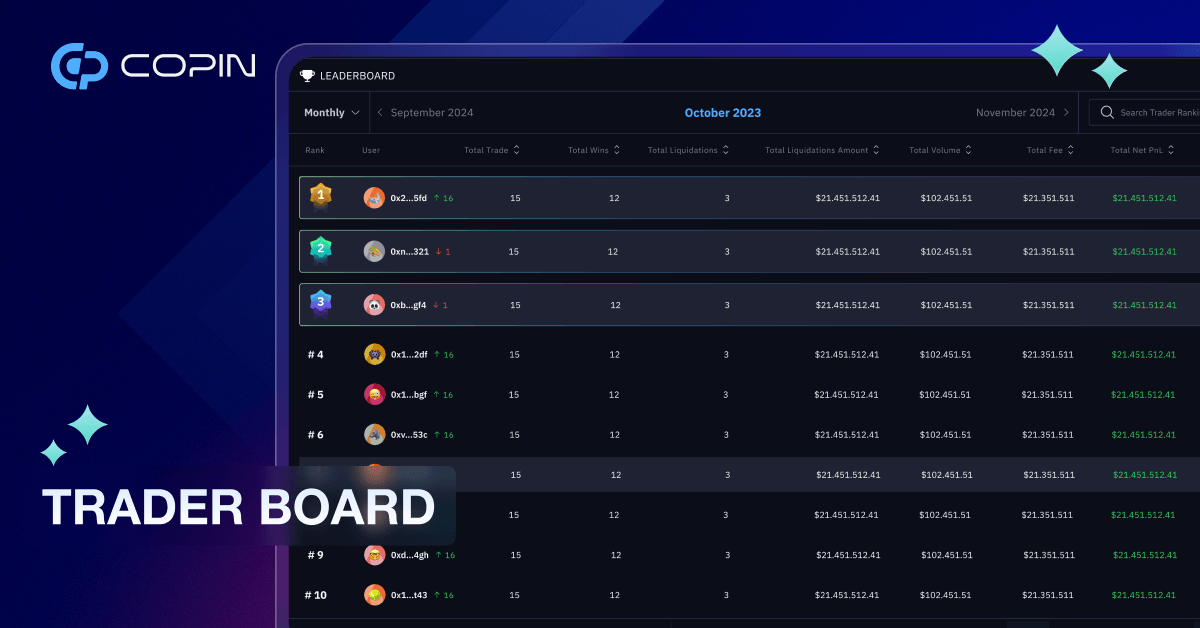 COPIN
LEADERBOARD
Monthly September 2024 October 2023 November 2024 Search Trader
Rank User Total Trade Total Wins Total Liquidations Total Liquidations Amount Total Volume Total Fee Total Net PnL
1 0x2...5fd ↑ 16 15 12 3 $21.451.512.41 $102.451.51 $21.351.511 $21.451.512.41
2 0xn...321 ↓ 1 15 12 3 $21.451.512.41 $102.451.51 $21.351.511 $21.451.512.41
3 0xb...gf4 ↓ 1 15 12 3 $21.451.512.41 $102.451.51 $21.351.511 $21.451.512.41
# 4 0x1...2df ↑ 16 15 12 3 $21.451.512.41 $102.451.51 $21.351.511 $21.451.512.41
# 5 0x1...bgf ↑ 16 15 12 3 $21.451.512.41 $102.451.51 $21.351.511 $21.451.512.41
# 6 0xv...53c ↑ 16 15 12 3 $21.451.512.41 $102.451.51 $21.351.511 $21.451.512.41
15 12 3 $21.451.512.41 $102.451.51 $21.351.511 $21.451.512.41
TRADER BOARD
15 12 3 $21.451.512.41 $102.451.51 $21.351.511 $21.451.512.41
# 9 0xd...4gh ↑ 16 15 12 3 $21.451.512.41 $102.451.51 $21.351.511 $21.451.512.41
# 10 0x1...t43 ↑ 16 15 12 3 $21.451.512.41 $102.451.51 $21.351.511 $21.451.512.41